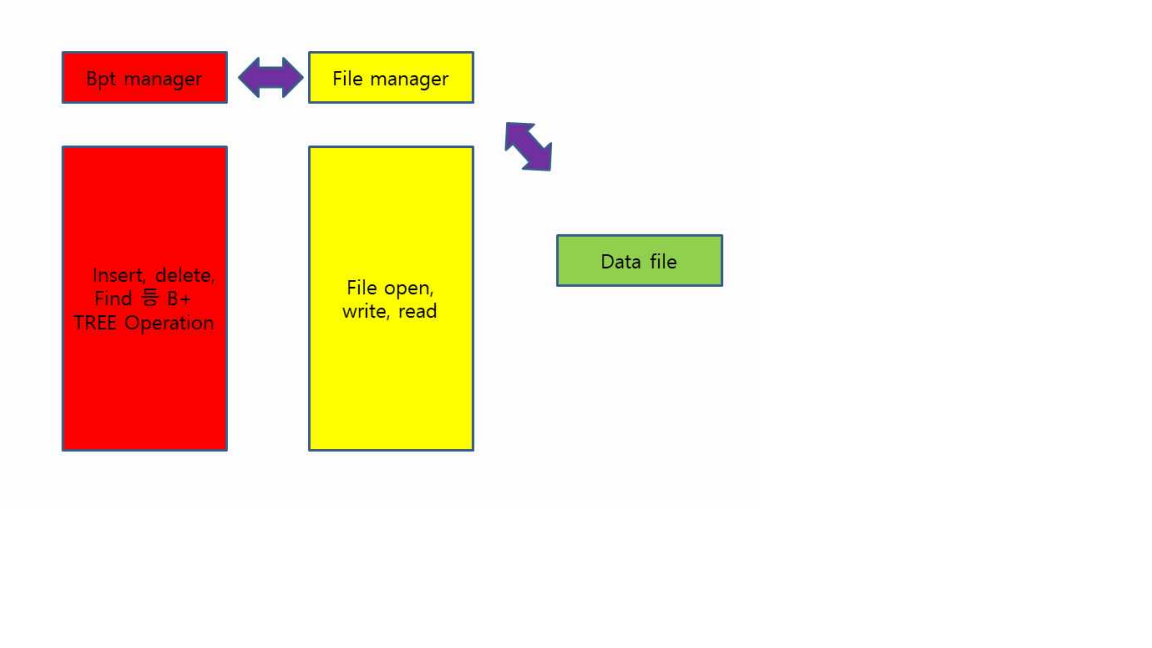 Bpt manager
File manager
Insert, delete,
Find 등 B+
TREE Operation
File open,
write, read
Data file